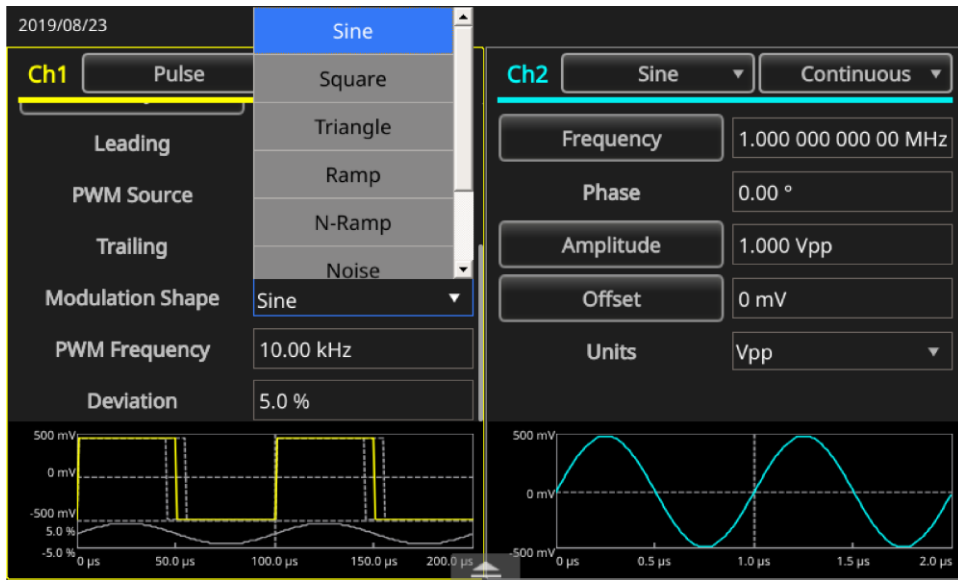 2019/08/23
Ch1 Pulse
Leading
PWM Source
Trailing
Modulation Shape Sine
PWM Frequency 10.00 kHz
Deviation 5.0 %
Sine
Square
Triangle
Ramp
N-Ramp
Noise
500 mV
0 mV
-500 mV
5.0 %
-5.0 %
0 µs 50.0 µs 100.0 µs 150.0 µs 200.0 µs
Ch2 Sine Continuous
Frequency 1.000 000 000 00 MHz
Phase 0.00 °
Amplitude 1.000 Vpp
Offset 0 mV
Units Vpp
500 mV
0 mV
-500 mV
0 µs 0.5 µs 1.0 µs 1.5 µs 2.0 µs